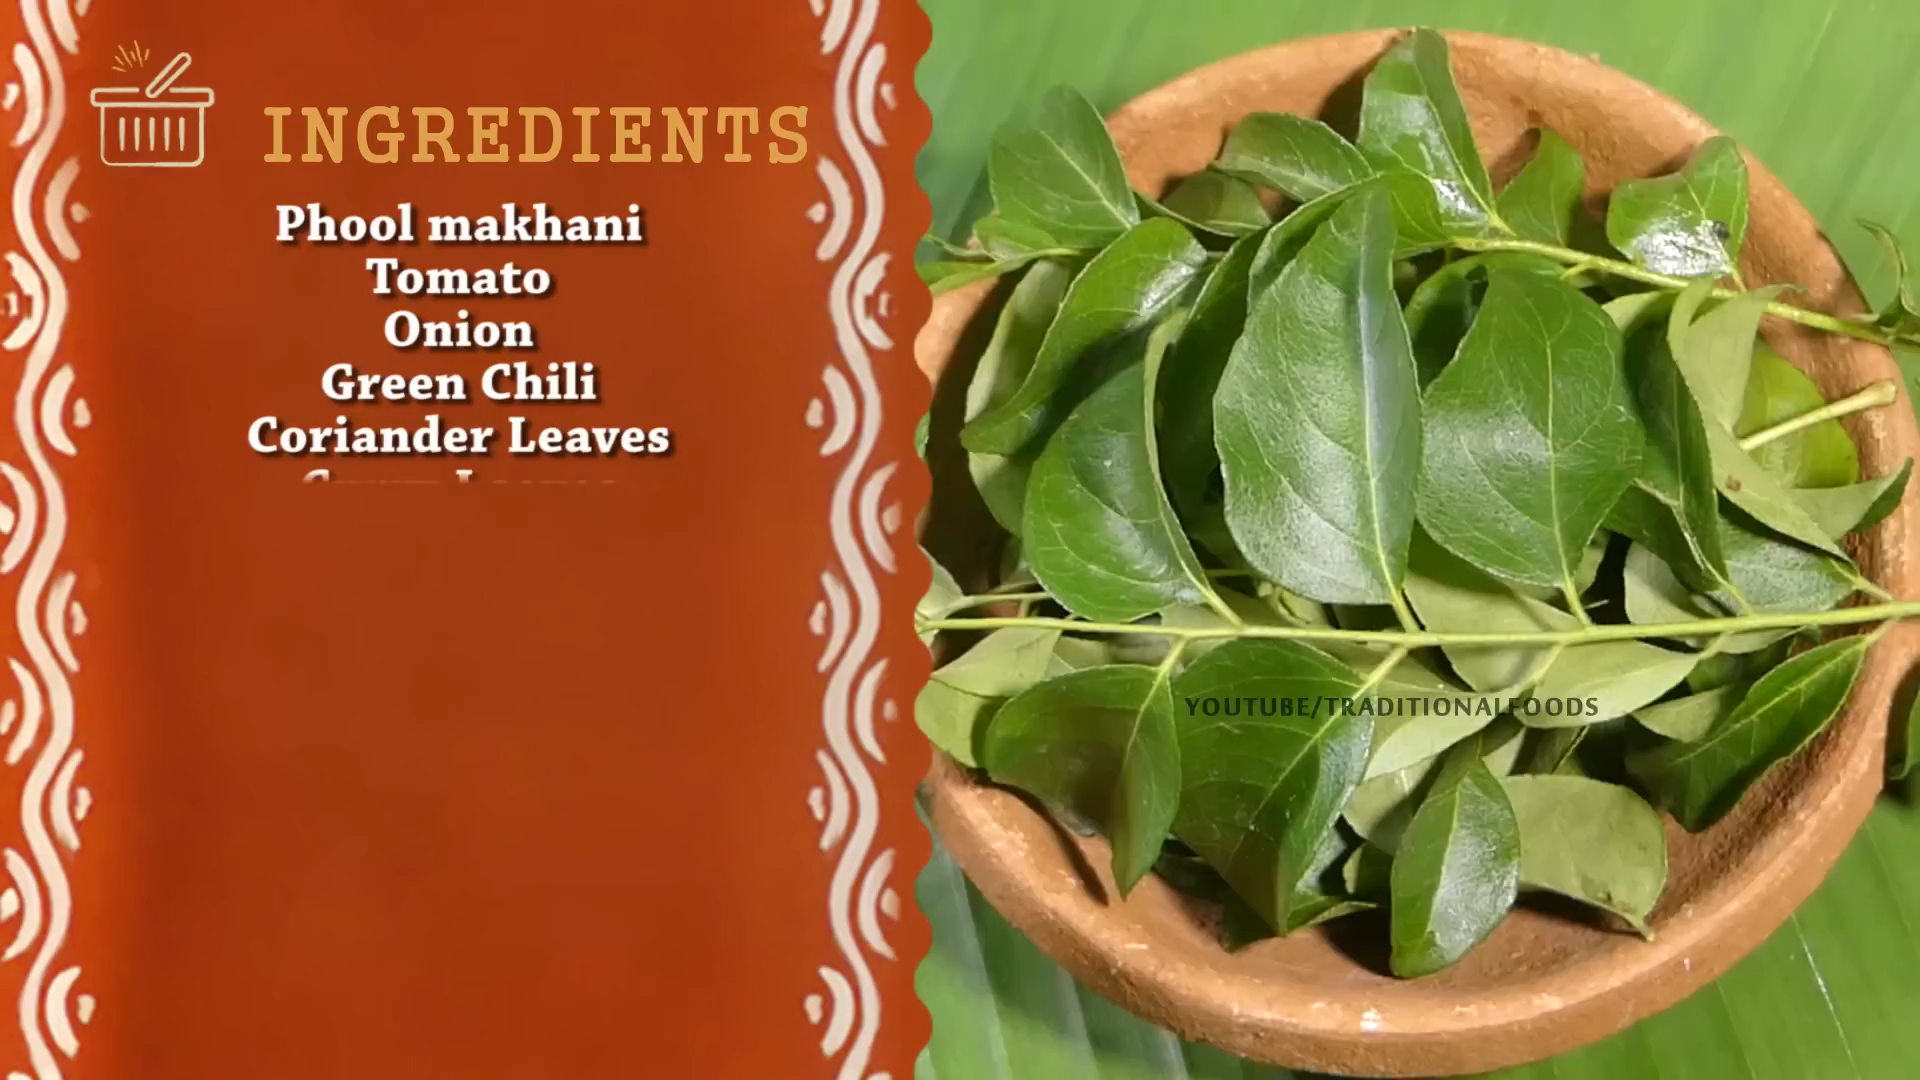 INGREDIENTS
Phool makhani
Tomato
Onion
Green Chili
Coriander Leaves
YOUTUBE/TRADITIONALFOODS